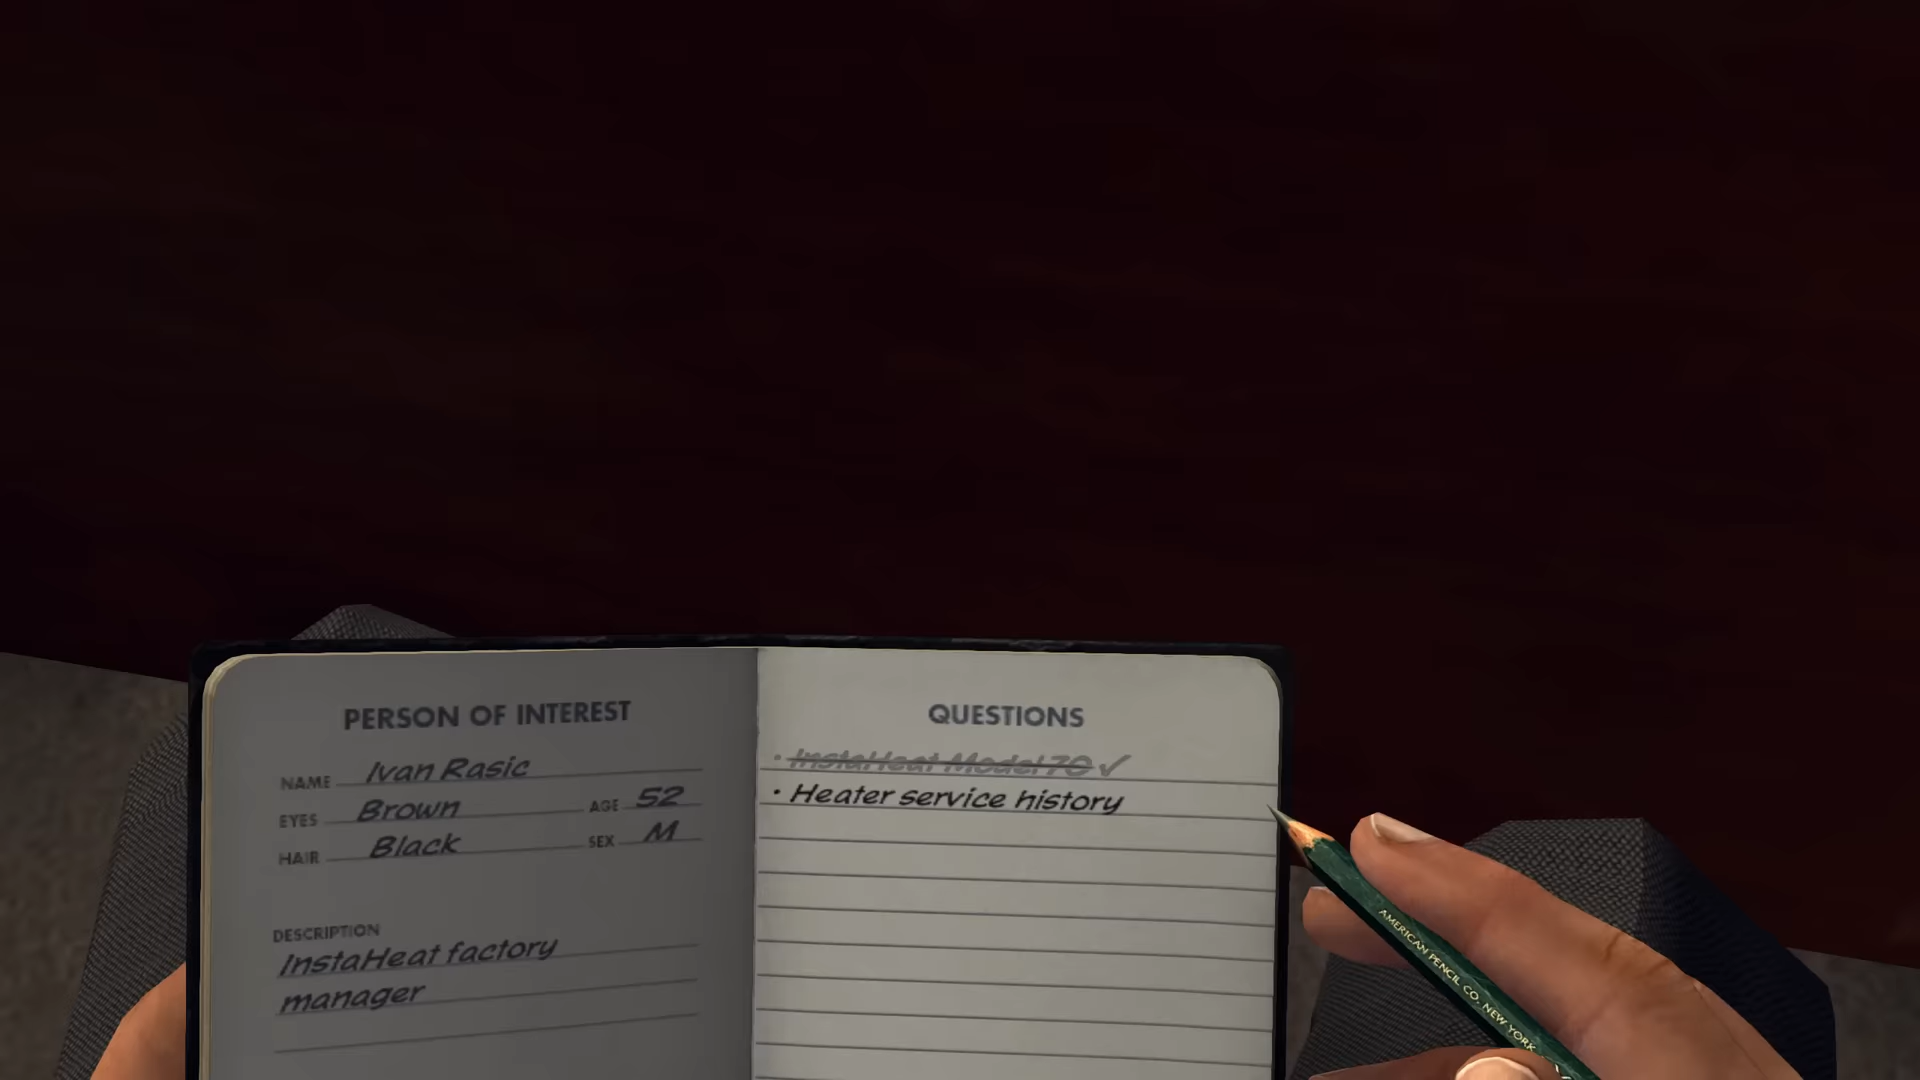 PERSON OF INTEREST
NAME Ivan Rasic
EYES Brown AGE 52
HAIR Black SEX M
DESCRIPTION
InstaHeat factory
manager
QUESTIONS
· InstaHeat Model 70 ✓
· Heater service history
AMERICAN PENCIL CO. NEW YORK